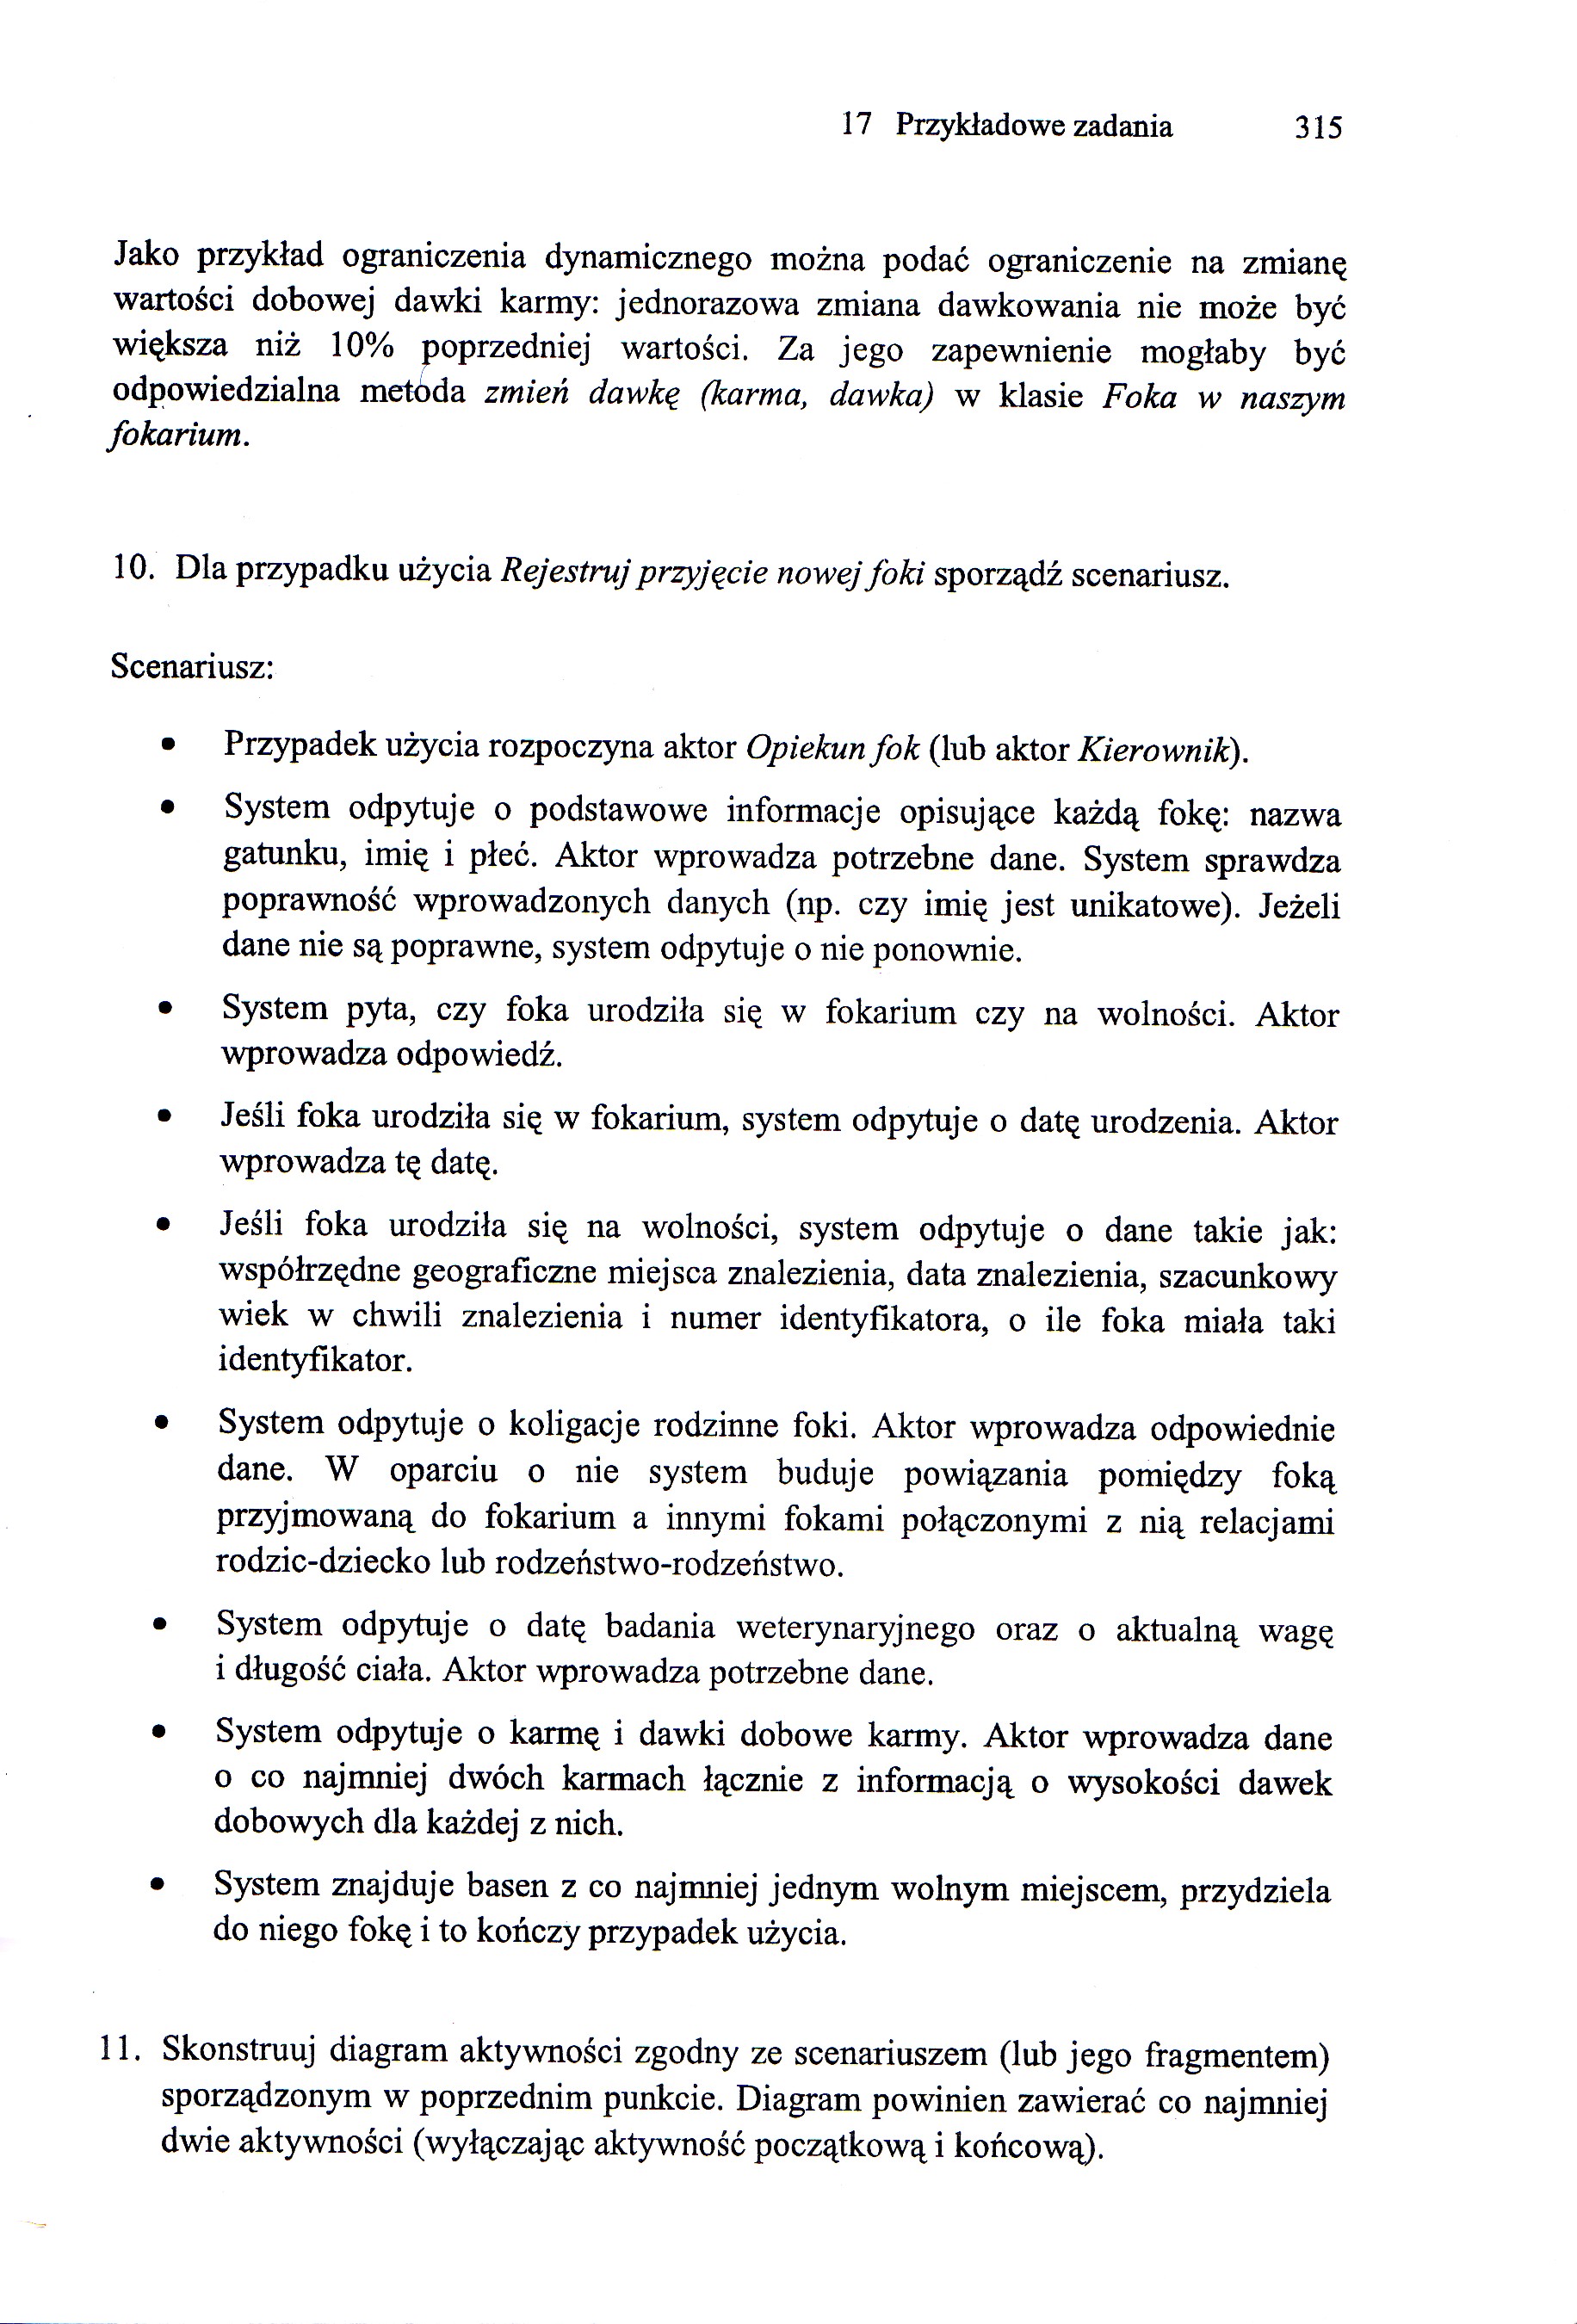 17 Przykładowe zadania 315
Jako przykład ograniczenia dynamicznego można podać ograniczenie na zmianę
wartości dobowej dawki karmy: jednorazowa zmiana dawkowania nie może być
większa niż 10% poprzedniej wartości. Za jego zapewnienie mogłaby być
odpowiedzialna metoda zmień dawkę (karma, dawka) w klasie Foka w naszym
fokarium.
10. Dla przypadku użycia Rejestruj przyjęcie nowej foki sporządź scenariusz.
Scenariusz:
• Przypadek użycia rozpoczyna aktor Opiekun fok (lub aktor Kierownik).
• System odpytuje o podstawowe informacje opisujące każdą fokę: nazwa
gatunku, imię i płeć. Aktor wprowadza potrzebne dane. System sprawdza
poprawność wprowadzonych danych (np. czy imię jest unikatowe). Jeżeli
dane nie są poprawne, system odpytuje o nie ponownie.
• System pyta, czy foka urodziła się w fokarium czy na wolności. Aktor
wprowadza odpowiedź.
• Jeśli foka urodziła się w fokarium, system odpytuje o datę urodzenia. Aktor
wprowadza tę datę.
• Jeśli foka urodziła się na wolności, system odpytuje o dane takie jak:
współrzędne geograficzne miejsca znalezienia, data znalezienia, szacunkowy
wiek w chwili znalezienia i numer identyfikatora, o ile foka miała taki
identyfikator.
• System odpytuje o koligacje rodzinne foki. Aktor wprowadza odpowiednie
dane. W oparciu o nie system buduje powiązania pomiędzy foką
przyjmowaną do fokarium a innymi fokami połączonymi z nią relacjami
rodzic-dziecko lub rodzeństwo-rodzeństwo.
• System odpytuje o datę badania weterynaryjnego oraz o aktualną wagę
i długość ciała. Aktor wprowadza potrzebne dane.
• System odpytuje o karmę i dawki dobowe karmy. Aktor wprowadza dane
o co najmniej dwóch karmach łącznie z informacją o wysokości dawek
dobowych dla każdej z nich.
• System znajduje basen z co najmniej jednym wolnym miejscem, przydziela
do niego fokę i to kończy przypadek użycia.
11. Skonstruuj diagram aktywności zgodny ze scenariuszem (lub jego fragmentem)
sporządzonym w poprzednim punkcie. Diagram powinien zawierać co najmniej
dwie aktywności (wyłączając aktywność początkową i końcową).